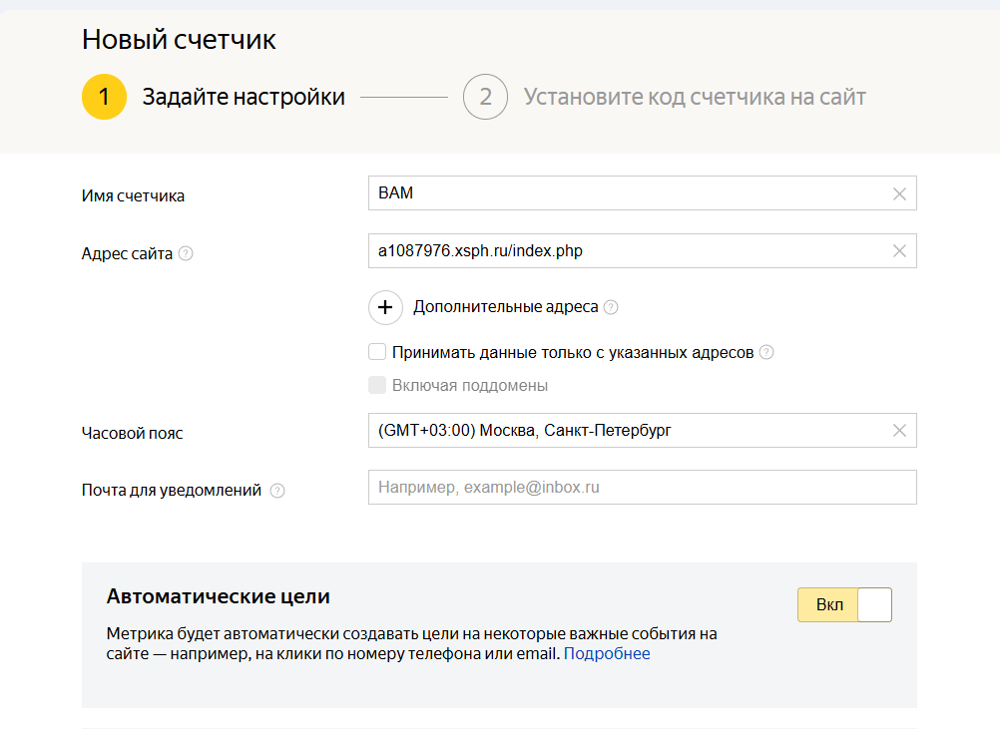 Новый счетчик
1 Задайте настройки 2 Установите код счетчика на сайт
Имя счетчика BAM
Адрес сайта ? a1087976.xsph.ru/index.php
+ Дополнительные адреса ?
Принимать данные только с указанных адресов ?
Включая поддомены
Часовой пояс (GMT+03:00) Москва, Санкт-Петербург
Почта для уведомлений ? Например, example@inbox.ru
Автоматические цели Вкл
Метрика будет автоматически создавать цели на некоторые важные события на
сайте — например, на клики по номеру телефона или email. Подробнее